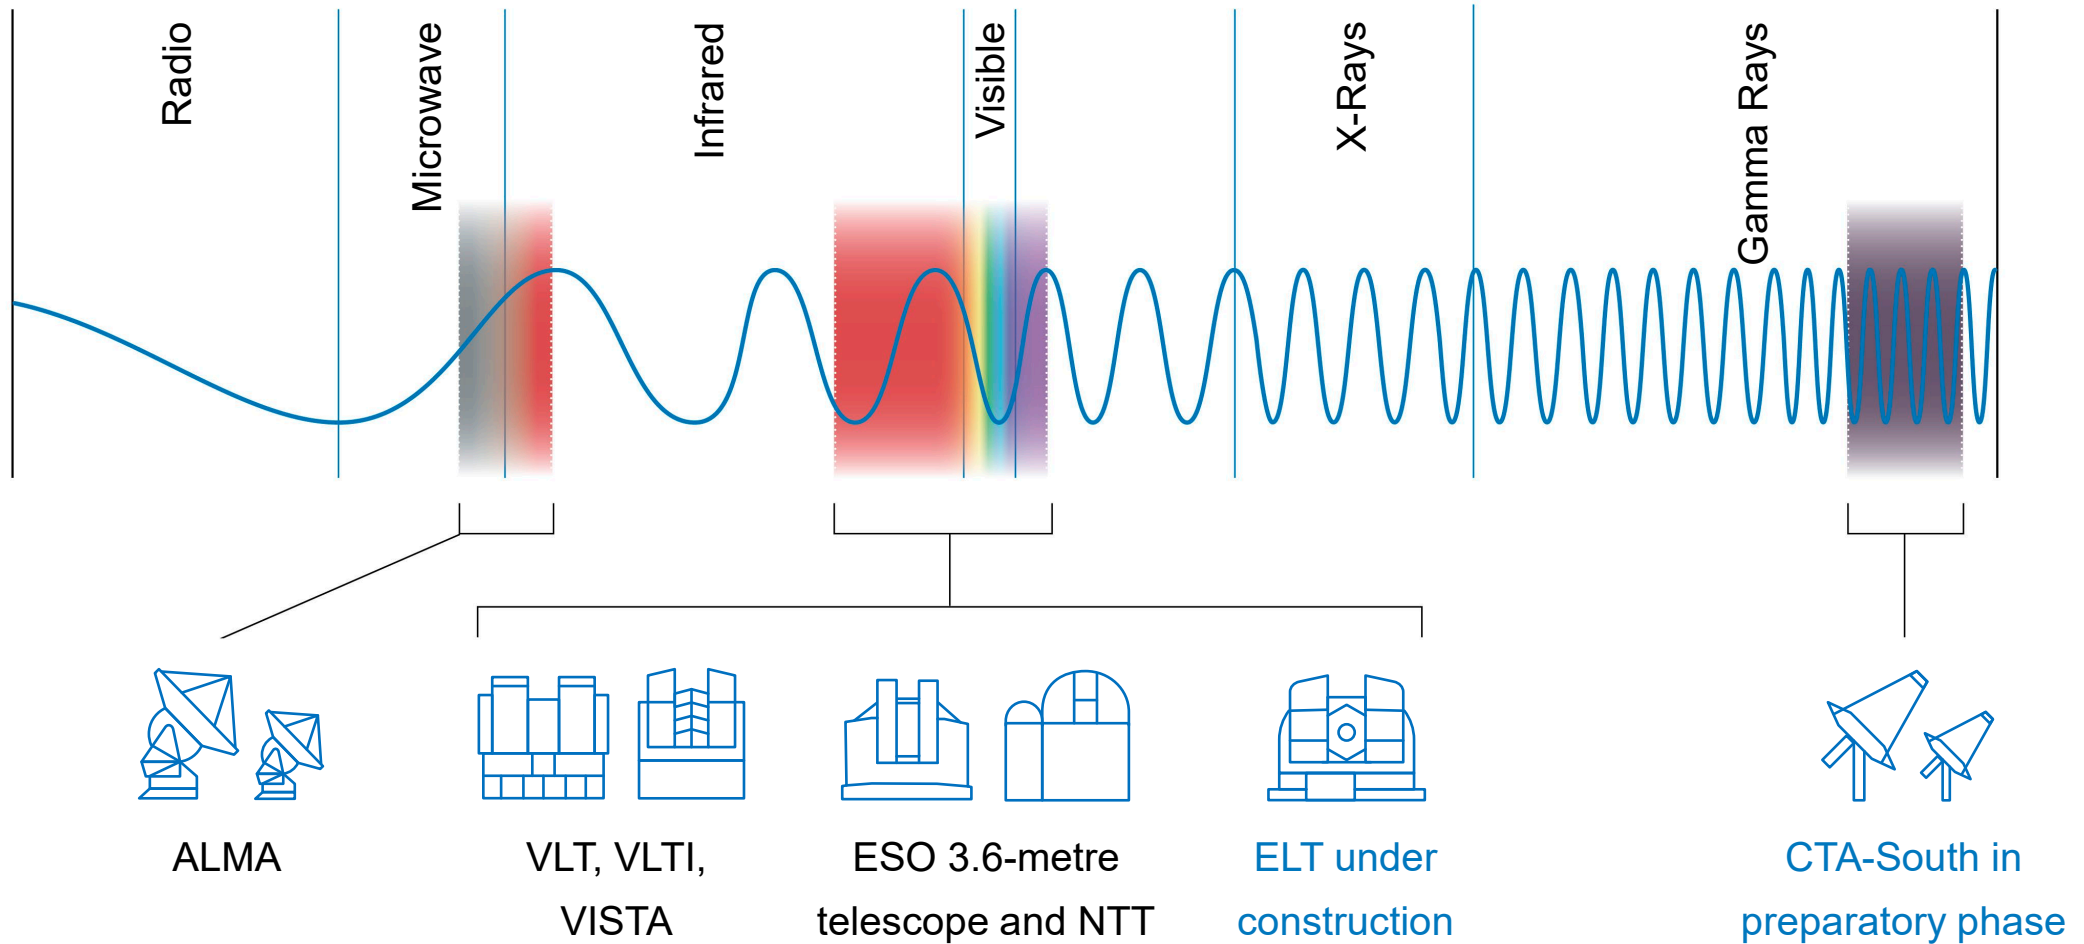 Radio
Microwave
Infrared
Visible
X-Rays
Gamma Rays
ALMA
VLT, VLTI,
VISTA
ESO 3.6-metre
telescope and NTT
ELT under
construction
CTA-South in
preparatory phase